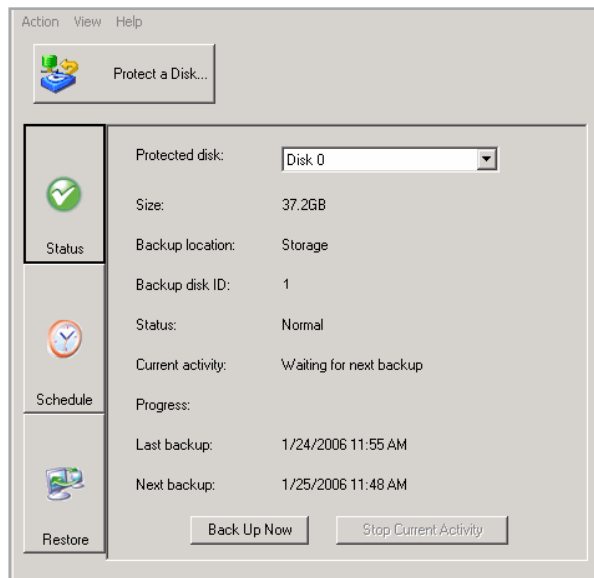 Action View Help
Protect a Disk...
Protected disk: Disk 0
Size: 37.2GB
Status
Backup location: Storage
Backup disk ID: 1
Status: Normal
Current activity: Waiting for next backup
Schedule
Progress:
Last backup: 1/24/2006 11:55 AM
Next backup: 1/25/2006 11:48 AM
Restore
Back Up Now Stop Current Activity